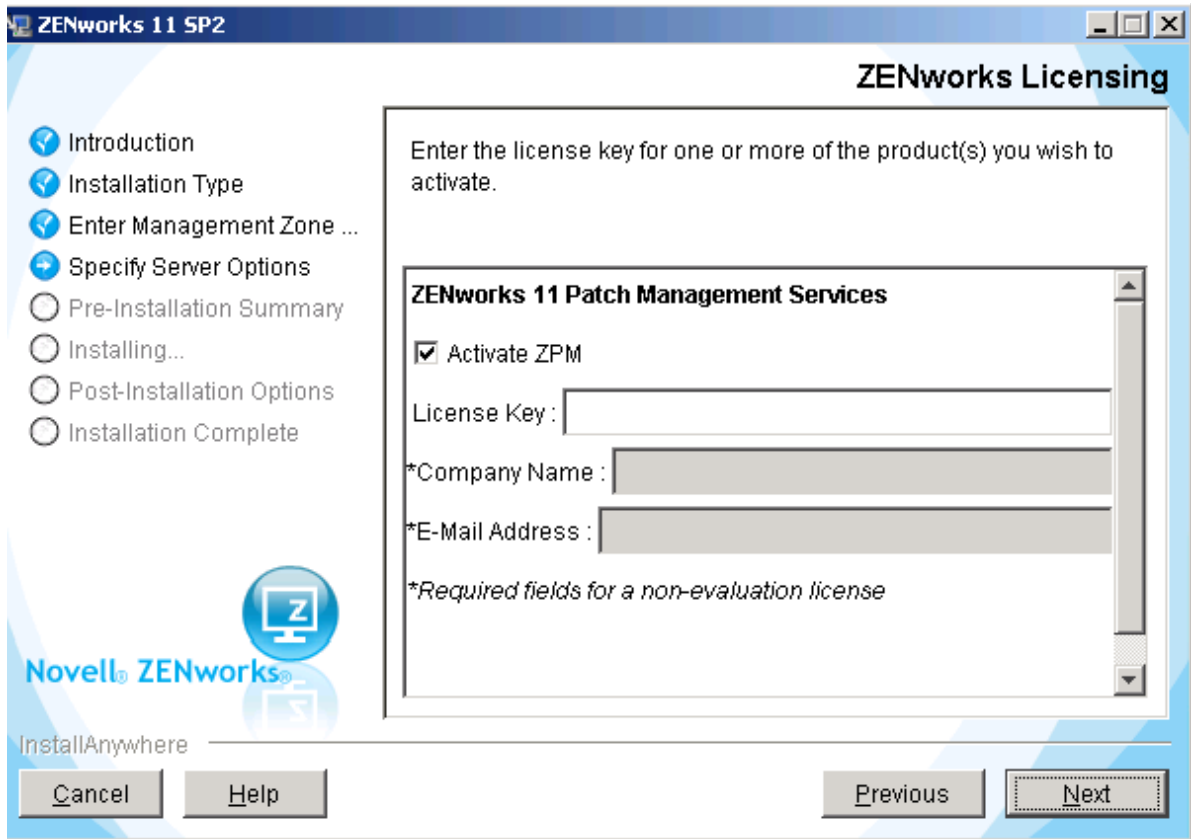 ZENworks 11 SP2
ZENworks Licensing
Introduction
Installation Type
Enter Management Zone ...
Specify Server Options
Pre-Installation Summary
Installing...
Post-Installation Options
Installation Complete
Enter the license key for one or more of the product(s) you wish to
activate.
ZENworks 11 Patch Management Services
Activate ZPM
License Key :
*Company Name :
*E-Mail Address :
*Required fields for a non-evaluation license
Z
Novell® ZENworks®
InstallAnywhere
Cancel
Help
Previous
Next